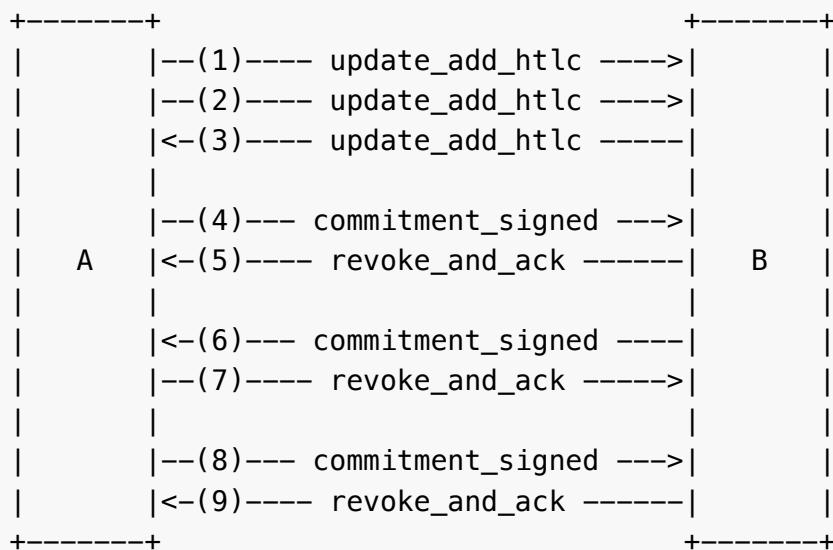 +-------+                               +-------+
|       |--(1)---- update_add_htlc ---->|       |
|       |--(2)---- update_add_htlc ---->|       |
|       |<-(3)---- update_add_htlc -----|       |
|       |                               |       |
|       |--(4)--- commitment_signed --->|       |
|   A   |<-(5)---- revoke_and_ack ------|   B   |
|       |                               |       |
|       |<-(6)--- commitment_signed ----|       |
|       |--(7)---- revoke_and_ack ----->|       |
|       |                               |       |
|       |--(8)--- commitment_signed --->|       |
|       |<-(9)---- revoke_and_ack ------|       |
+-------+                               +-------+